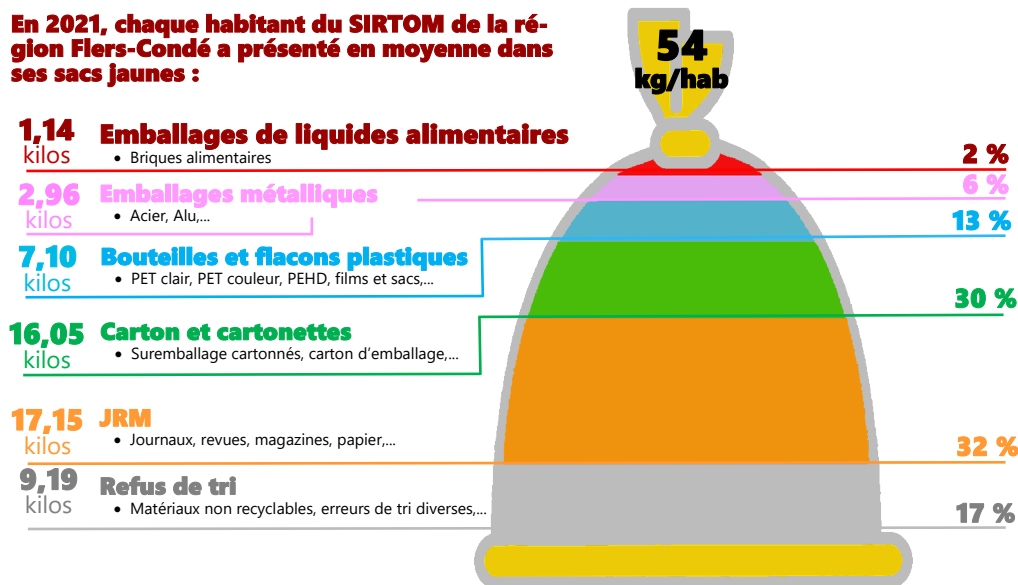 En 2021, chaque habitant du SIRTOM de la ré-
gion Flers-Condé a présenté en moyenne dans
ses sacs jaunes :
54
kg/hab
1,14
kilos
Emballages de liquides alimentaires
• Briques alimentaires
2 %
2,96
kilos
Emballages métalliques
• Acier, Alu,...
6 %
7,10
kilos
Bouteilles et flacons plastiques
• PET clair, PET couleur, PEHD, films et sacs,...
13 %
16,05
kilos
Carton et cartonettes
• Suremballage cartonnés, carton d'emballage,...
30 %
17,15
kilos
JRM
• Journaux, revues, magazines, papier,...
32 %
9,19
kilos
Refus de tri
• Matériaux non recyclables, erreurs de tri diverses,...
17 %